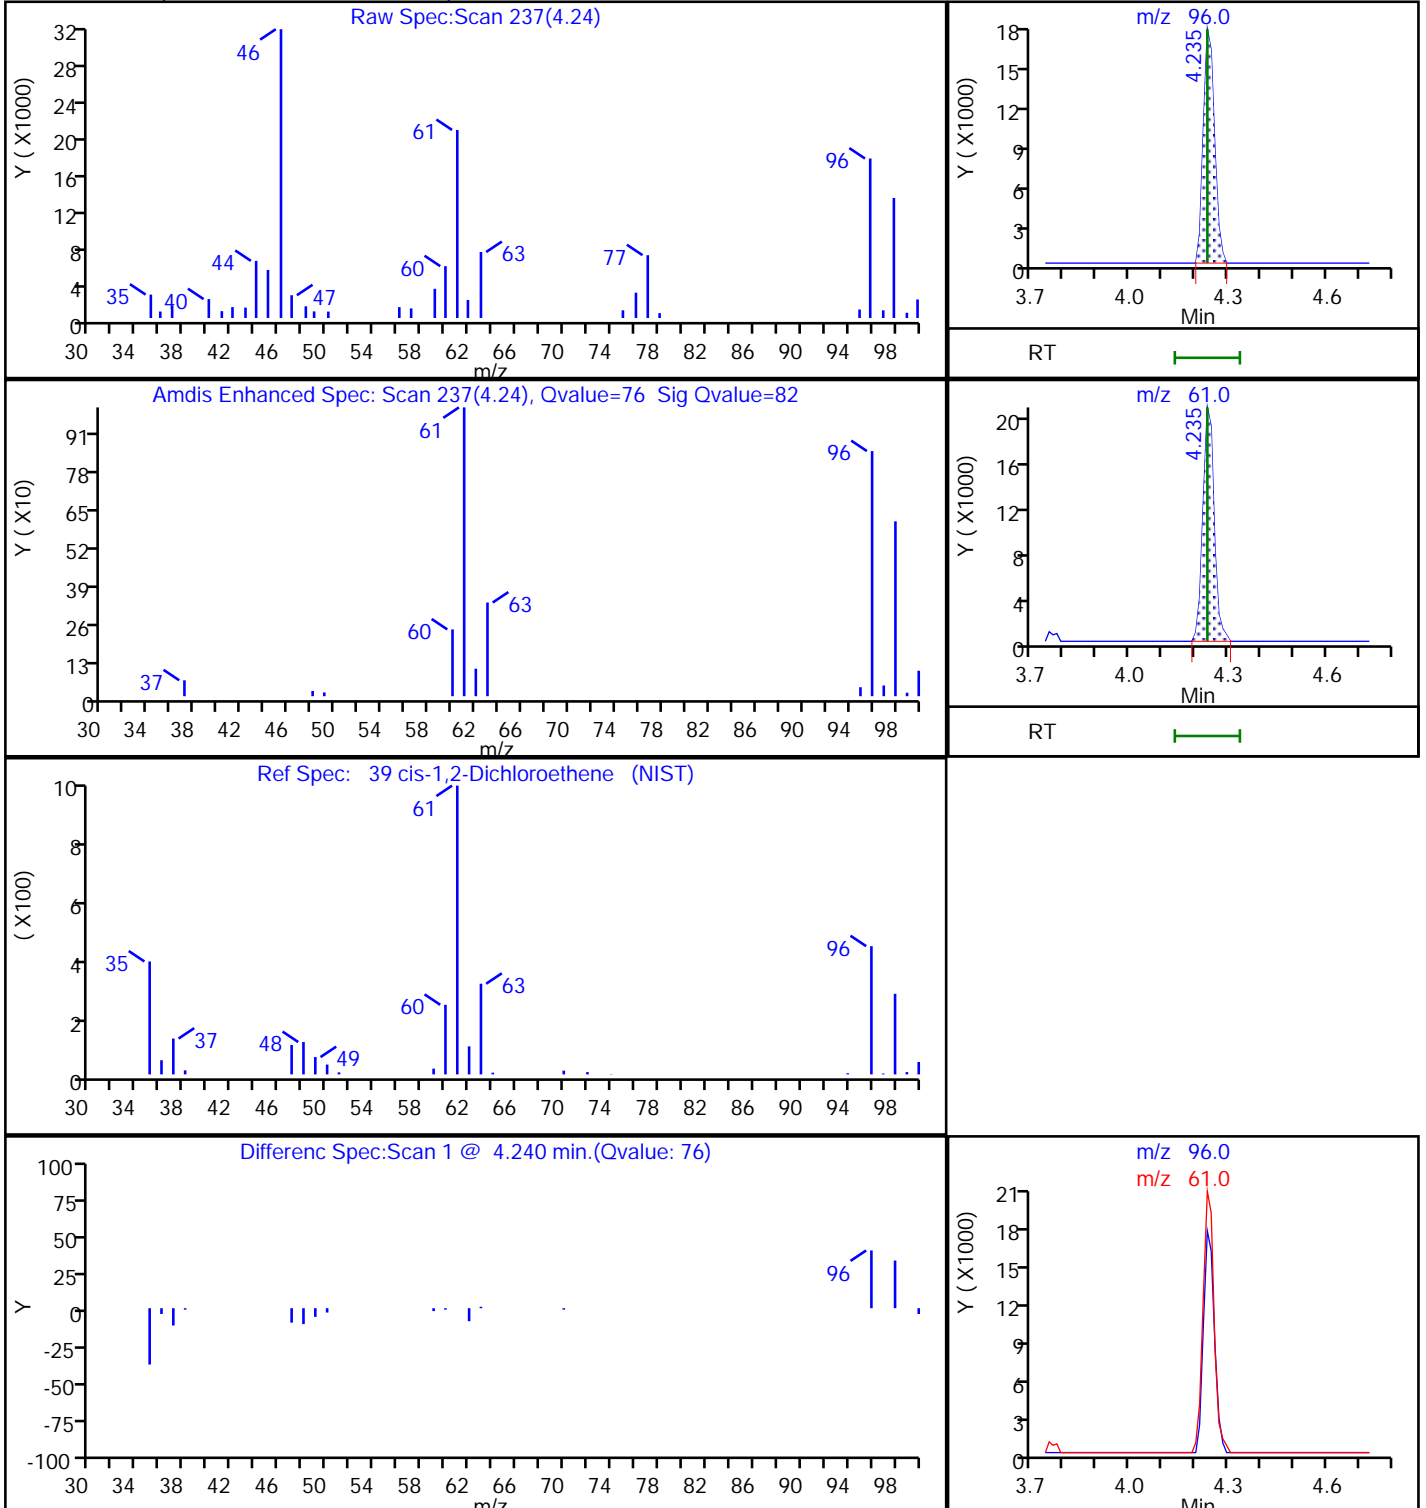 Raw Spec:Scan 237(4.24)
Y ( X1000)
32
28
24
20
16
12
8
4
0
46
61
96
44
60
63
77
35
40
47
30 34 38 42 46 50 54 58 62 66 70 74 78 82 86 90 94 98
m/z
m/z 96.0
Y ( X1000)
18
15
12
9
6
3
0
4.235
3.7 4.0 4.3 4.6
Min
RT
Amdis Enhanced Spec: Scan 237(4.24), Qvalue=76 Sig Qvalue=82
Y ( X10)
91
78
65
52
39
26
13
0
61
96
60
63
37
30 34 38 42 46 50 54 58 62 66 70 74 78 82 86 90 94 98
m/z
m/z 61.0
Y ( X1000)
20
16
12
8
4
0
4.235
3.7 4.0 4.3 4.6
Min
RT
Ref Spec: 39 cis-1,2-Dichloroethene (NIST)
( X100)
10
8
6
4
2
0
61
96
35
60
63
37
48
49
30 34 38 42 46 50 54 58 62 66 70 74 78 82 86 90 94 98
Differenc Spec:Scan 1 @ 4.240 min.(Qvalue: 76)
Y
100
75
50
25
0
-25
-50
-75
-100
96
30 34 38 42 46 50 54 58 62 66 70 74 78 82 86 90 94 98
m/z
m/z 96.0
m/z 61.0
Y ( X1000)
21
18
15
12
9
6
3
0
3.7 4.0 4.3 4.6
Min